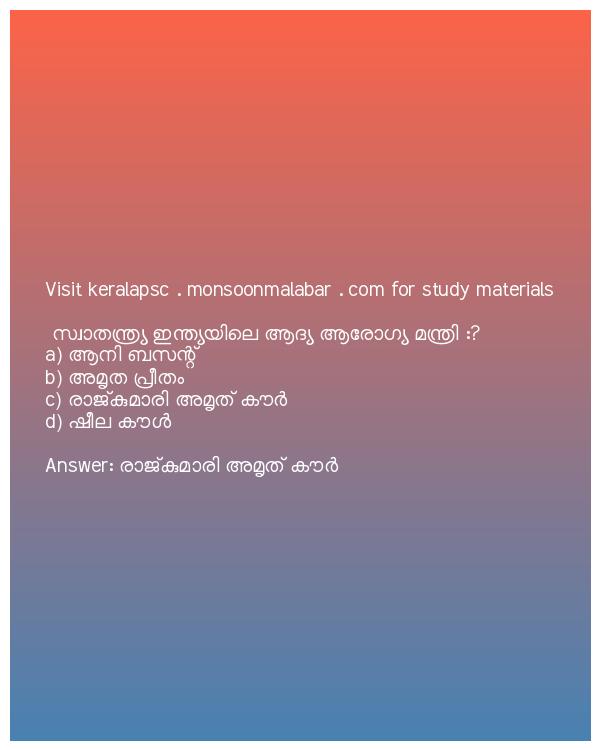 Visit keralapsc . monsoonmalabar . com for study materials
സ്വാതന്ത്ര്യ ഇന്ത്യയിലെ ആദ്യ ആരോഗ്യ മന്ത്രി :?
a) ആനി ബസന്റ്
b) അമൃത പ്രീതം
c) രാജ്കുമാരി അമൃത് കൗർ
d) ഷീല കൗൾ
Answer: രാജ്കുമാരി അമൃത് കൗർ